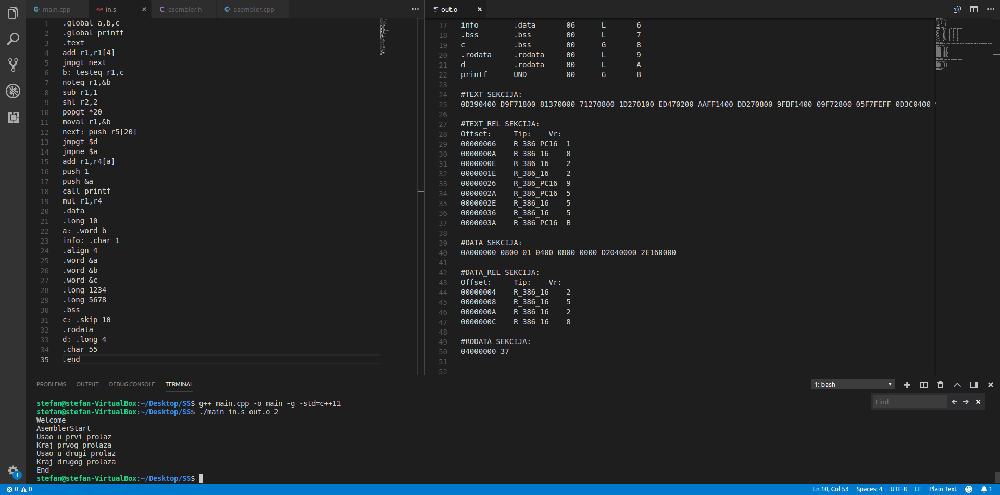 main.cpp
ASM in.s
C asembler.h
asembler.cpp
1 .global a,b,c
2 .global printf
3 .text
4 add r1,r1[4]
5 jmpgt next
6 b: testeq r1,c
7 noteq r1,&b
8 sub r1,1
9 shl r2,2
10 popgt *20
11 moval r1,&b
12 next: push r5[20]
13 jmpgt $d
14 jmpne $a
15 add r1,r4[a]
16 push 1
17 push &a
18 call printf
19 mul r1,r4
20 .data
21 .long 10
22 a: .word b
23 info: .char 1
24 .align 4
25 .word &a
26 .word &b
27 .word &c
28 .long 1234
29 .long 5678
30 .bss
31 c: .skip 10
32 .rodata
33 d: .long 4
34 .char 55
35 .end
out.o
17 info .data 06 L 6
18 .bss .bss 00 L 7
19 c .bss 00 G 8
20 .rodata .rodata 00 L 9
21 d .rodata 00 L A
22 printf UND 00 G B
23
24 #TEXT SEKCIJA:
25 0D390400 D9F71800 81370000 71270800 1D270100 ED470200 AAFF1400 DD270800 9FBF1400 09F72800 05F7FEFF 0D3C0400
26
27 #TEXT_REL SEKCIJA:
28 Offset: Tip: Vr:
29 00000006 R_386_PC16 1
30 0000000A R_386_16 8
31 0000000E R_386_16 2
32 0000001E R_386_16 2
33 00000026 R_386_PC16 9
34 0000002A R_386_PC16 5
35 0000002E R_386_16 5
36 00000036 R_386_16 5
37 0000003A R_386_PC16 B
38
39 #DATA SEKCIJA:
40 0A000000 0800 01 0400 0800 0000 D2040000 2E160000
41
42 #DATA_REL SEKCIJA:
43 Offset: Tip: Vr:
44 00000004 R_386_16 2
45 00000008 R_386_16 5
46 0000000A R_386_16 2
47 0000000C R_386_16 8
48
49 #RODATA SEKCIJA:
50 04000000 37
51
52
PROBLEMS OUTPUT DEBUG CONSOLE TERMINAL
1: bash
Find
stefan@stefan-VirtualBox:~/Desktop/SS$ g++ main.cpp -o main -g -std=c++11
stefan@stefan-VirtualBox:~/Desktop/SS$ ./main in.s out.o 2
Welcome
AsemblerStart
Usao u prvi prolaz
Kraj prvog prolaza
Usao u drugi prolaz
Kraj drugog prolaza
End
stefan@stefan-VirtualBox:~/Desktop/SS$
1
0 0
Ln 10, Col 53 Spaces: 4 UTF-8 LF Plain Text 1